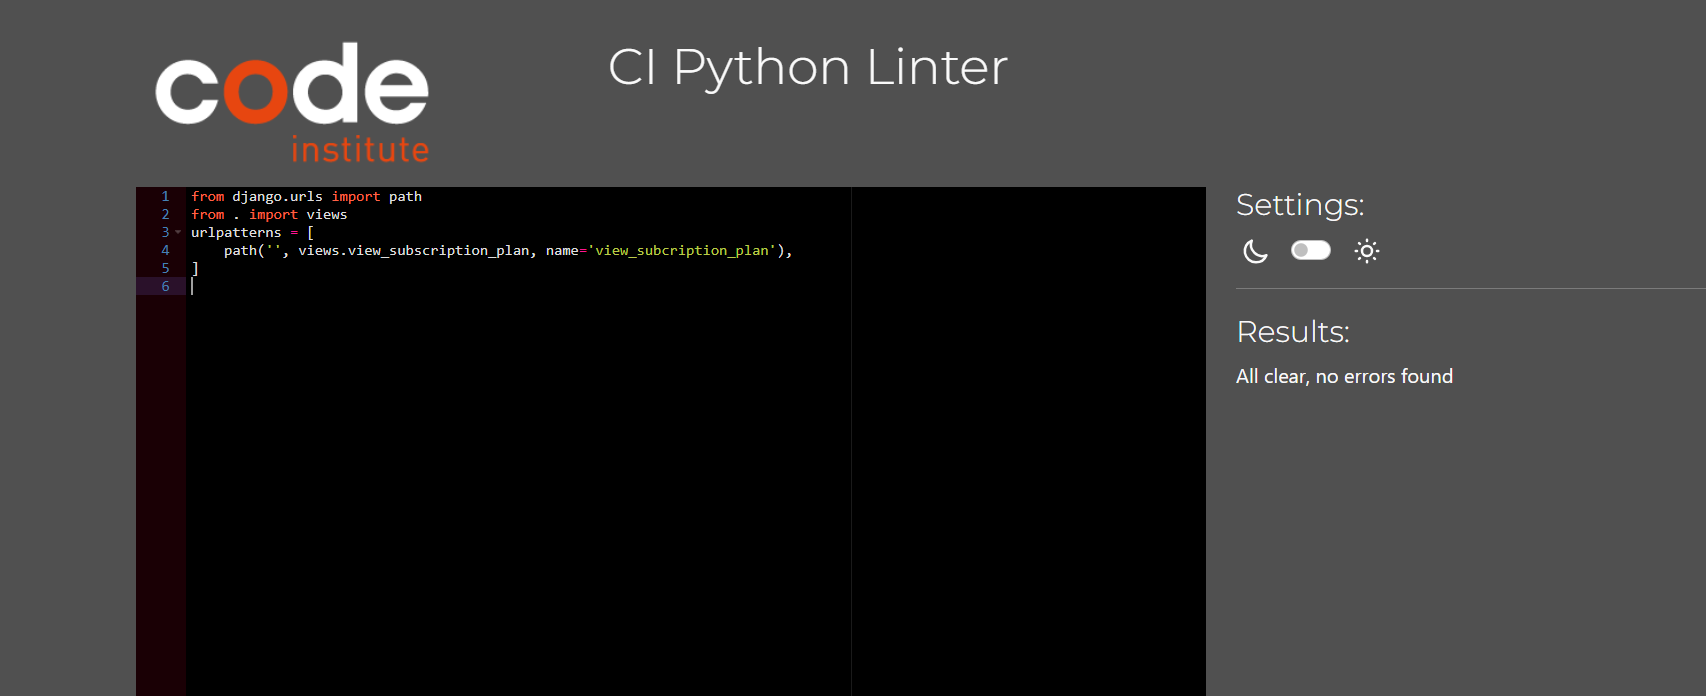 code
institute
CI Python Linter
1 from django.urls import path
2 from . import views
3 urlpatterns = [
4     path('', views.view_subscription_plan, name='view_subcription_plan'),
5 ]
6
Settings:
Results:
All clear, no errors found